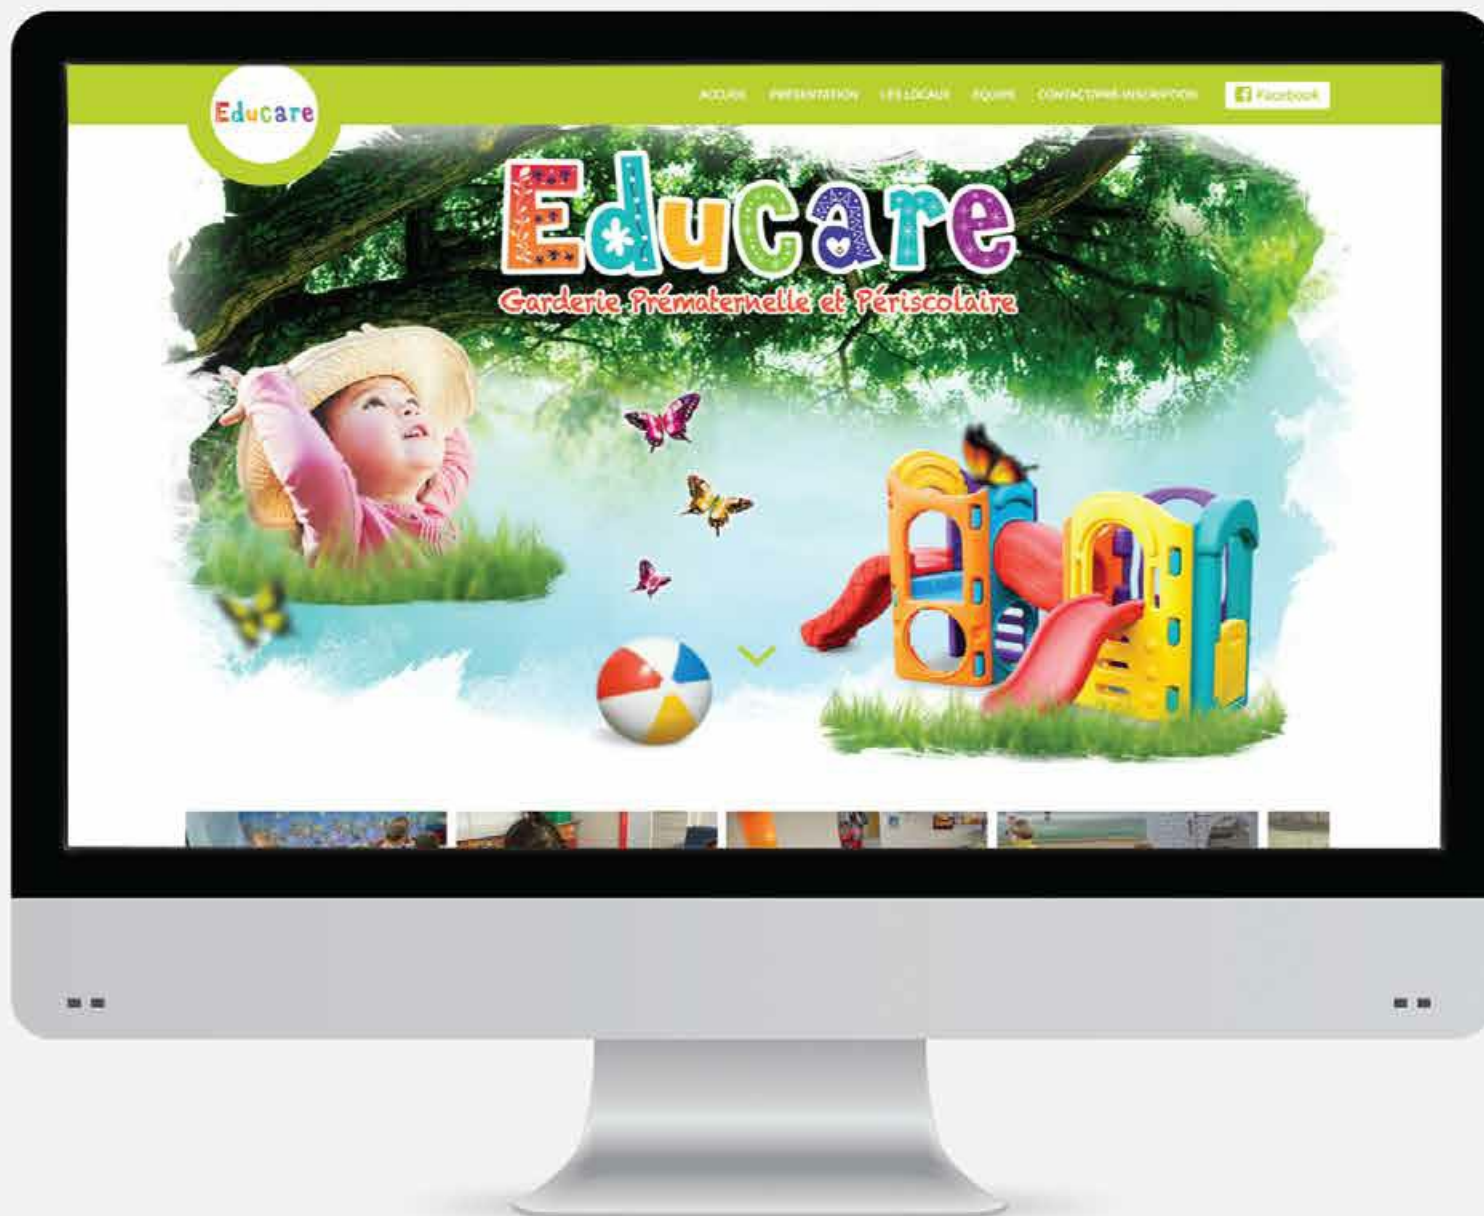 Educare
ACCUEIL PRÉSENTATION LES LOCAUX ÉQUIPE CONTACT/PRÉ-INSCRIPTION Facebook
Educare
Garderie Prématernelle et Périscolaire